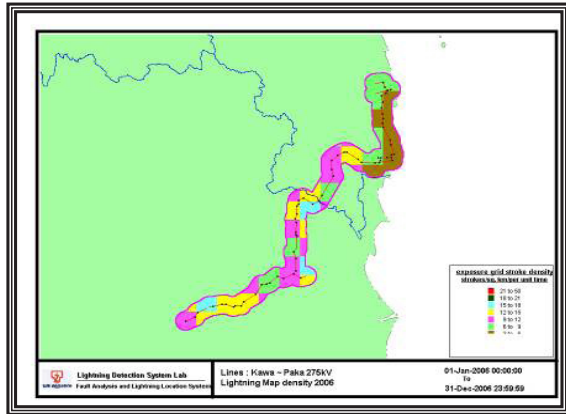 exposure grid stroke density
strokes/sq. km/per unit time
21 to 50
18 to 21
15 to 18
12 to 15
9 to 12
6 to 9
Lightning Detection System Lab
Fault Analysis and Lightning Location System
Lines : Kawa ~ Paka 275kV
Lightning Map density 2006
01-Jan-2006 00:00:00
To
31-Dec-2006 23:59:59